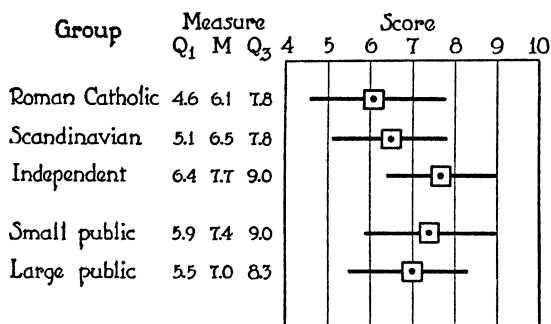 Group Measure Score
Q1 M Q3 4 5 6 7 8 9 10
Roman Catholic 4.6 6.1 7.8
Scandinavian 5.1 6.5 7.8
Independent 6.4 7.7 9.0
Small public 5.9 7.4 9.0
Large public 5.5 7.0 8.3